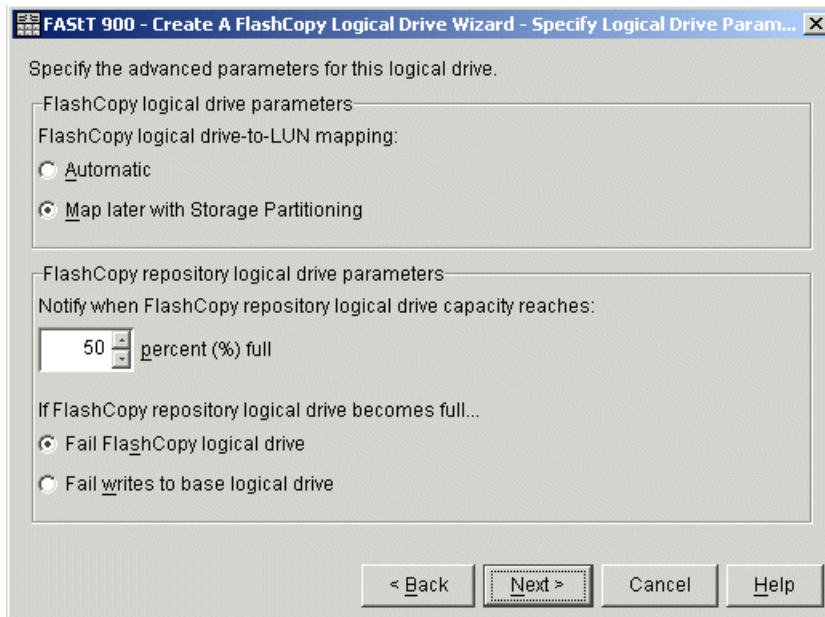 FAStT 900 - Create A FlashCopy Logical Drive Wizard - Specify Logical Drive Param...
Specify the advanced parameters for this logical drive.
FlashCopy logical drive parameters
FlashCopy logical drive-to-LUN mapping:
Automatic
Map later with Storage Partitioning
FlashCopy repository logical drive parameters
Notify when FlashCopy repository logical drive capacity reaches:
50 percent (%) full
If FlashCopy repository logical drive becomes full...
Fail FlashCopy logical drive
Fail writes to base logical drive
< Back Next > Cancel Help